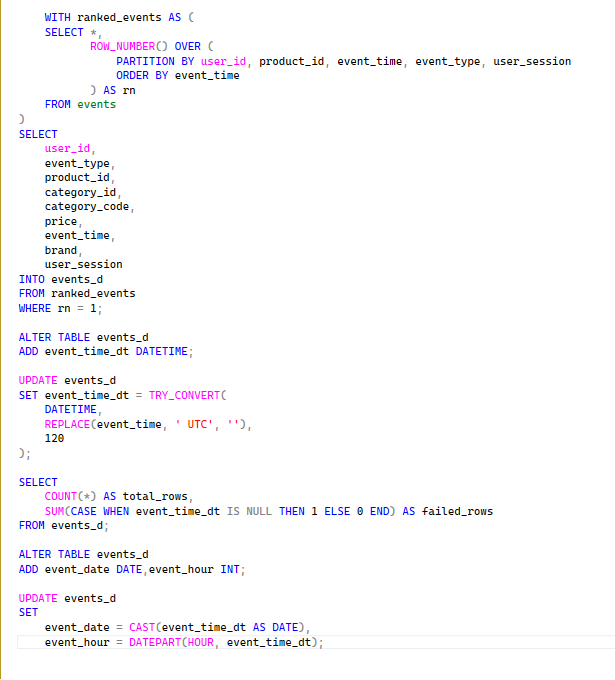 WITH ranked_events AS (
SELECT *,
ROW_NUMBER() OVER (
PARTITION BY user_id, product_id, event_time, event_type, user_session
ORDER BY event_time
) AS rn
FROM events
)
SELECT
user_id,
event_type,
product_id,
category_id,
category_code,
price,
event_time,
brand,
user_session
INTO events_d
FROM ranked_events
WHERE rn = 1;
ALTER TABLE events_d
ADD event_time_dt DATETIME;
UPDATE events_d
SET event_time_dt = TRY_CONVERT(
DATETIME,
REPLACE(event_time, ' UTC', ''),
120
);
SELECT
COUNT(*) AS total_rows,
SUM(CASE WHEN event_time_dt IS NULL THEN 1 ELSE 0 END) AS failed_rows
FROM events_d;
ALTER TABLE events_d
ADD event_date DATE,event_hour INT;
UPDATE events_d
SET
event_date = CAST(event_time_dt AS DATE),
event_hour = DATEPART(HOUR, event_time_dt);